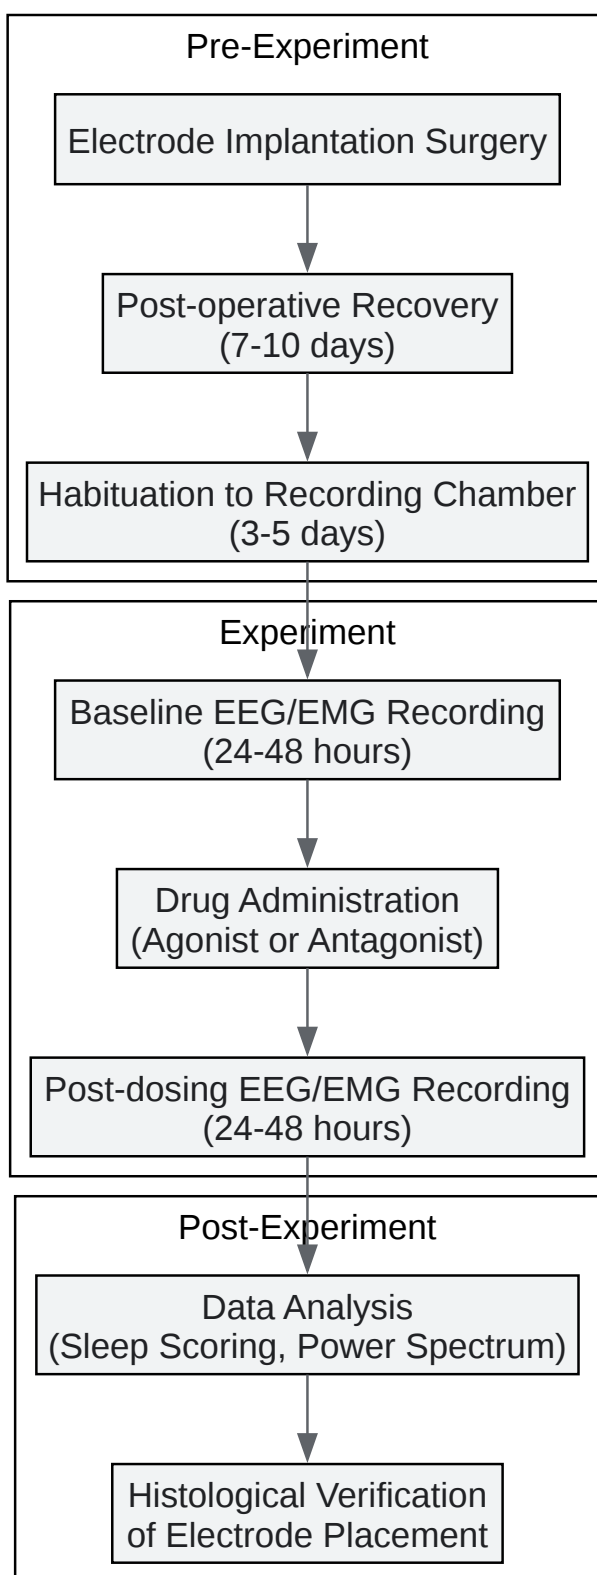 Pre-Experiment
Electrode Implantation Surgery
Post-operative Recovery
(7-10 days)
Habituation to Recording Chamber
(3-5 days)
Experiment
Baseline EEG/EMG Recording
(24-48 hours)
Drug Administration
(Agonist or Antagonist)
Post-dosing EEG/EMG Recording
(24-48 hours)
Post-Experiment
Data Analysis
(Sleep Scoring, Power Spectrum)
Histological Verification
of Electrode Placement